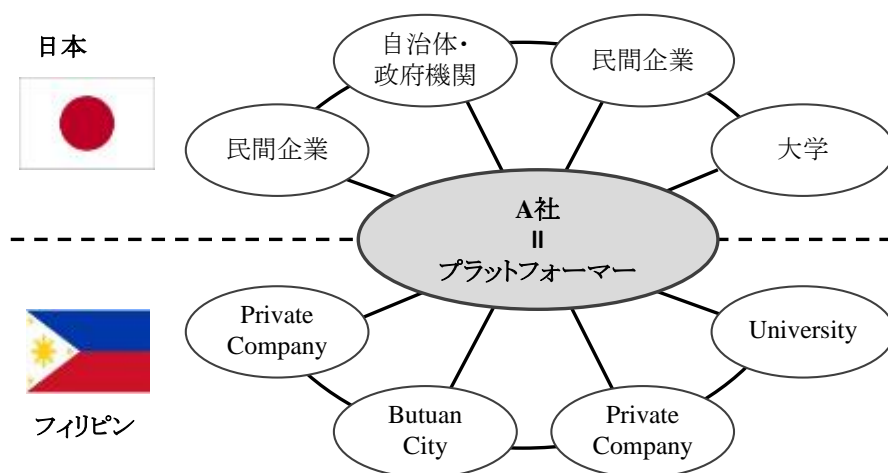 日本
自治体・
政府機関
民間企業
民間企業
大学
A社
＝
プラットフォーマー
Private
Company
University
Butuan
City
Private
Company
フィリピン